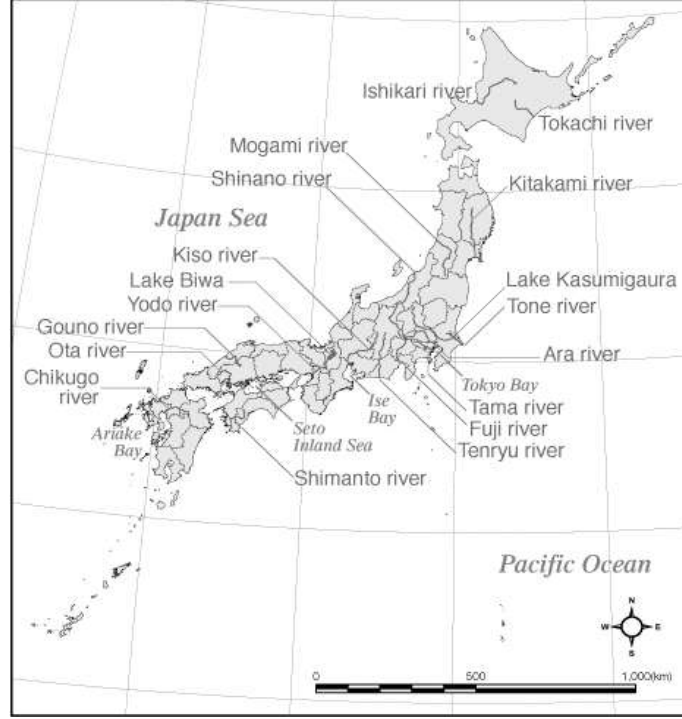 Ishikari river
Tokachi river
Mogami river
Shinano river
Kitakami river
Japan Sea
Kiso river
Lake Biwa
Lake Kasumigaura
Yodo river
Tone river
Gouno river
Ota river
Ara river
Chikugo
river
Tokyo Bay
Ise
Bay
Tama river
Ariake
Bay
Seto
Inland Sea
Fuji river
Tenryu river
Shimanto river
Pacific Ocean
N
W
E
S
0
500
1,000(km)